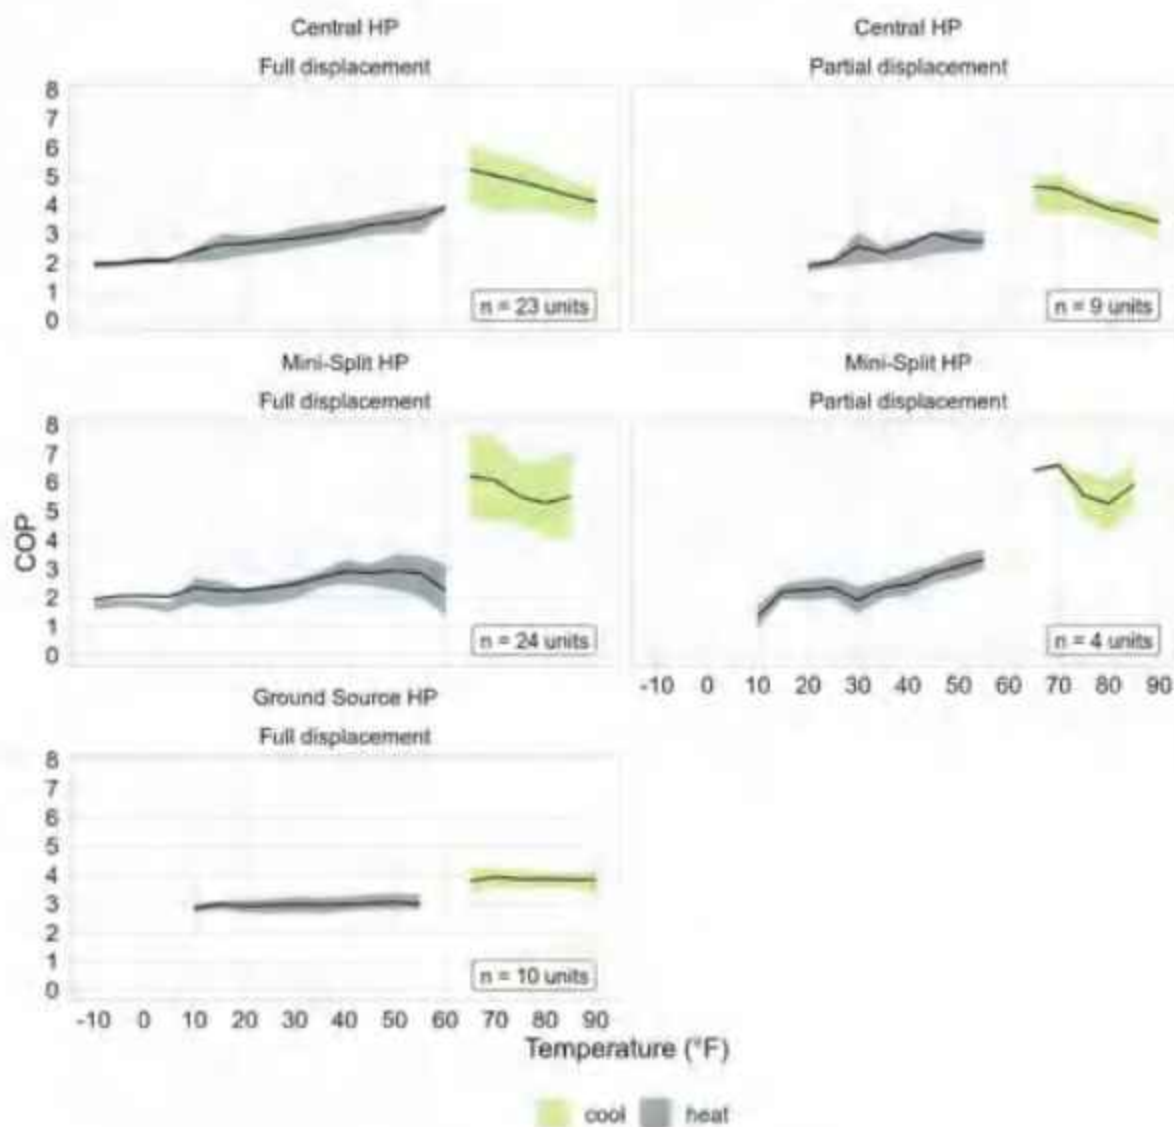 Central HP
Full displacement
8
7
6
5
4
3
2
1
0
n = 23 units
Central HP
Partial displacement
n = 9 units
Mini-Split HP
Full displacement
8
7
6
5
4
3
2
1
0
n = 24 units
Mini-Split HP
Partial displacement
n = 4 units
-10 0 10 20 30 40 50 60 70 80 90
COP
Ground Source HP
Full displacement
8
7
6
5
4
3
2
1
0
n = 10 units
-10 0 10 20 30 40 50 60 70 80 90
Temperature (°F)
cool heat